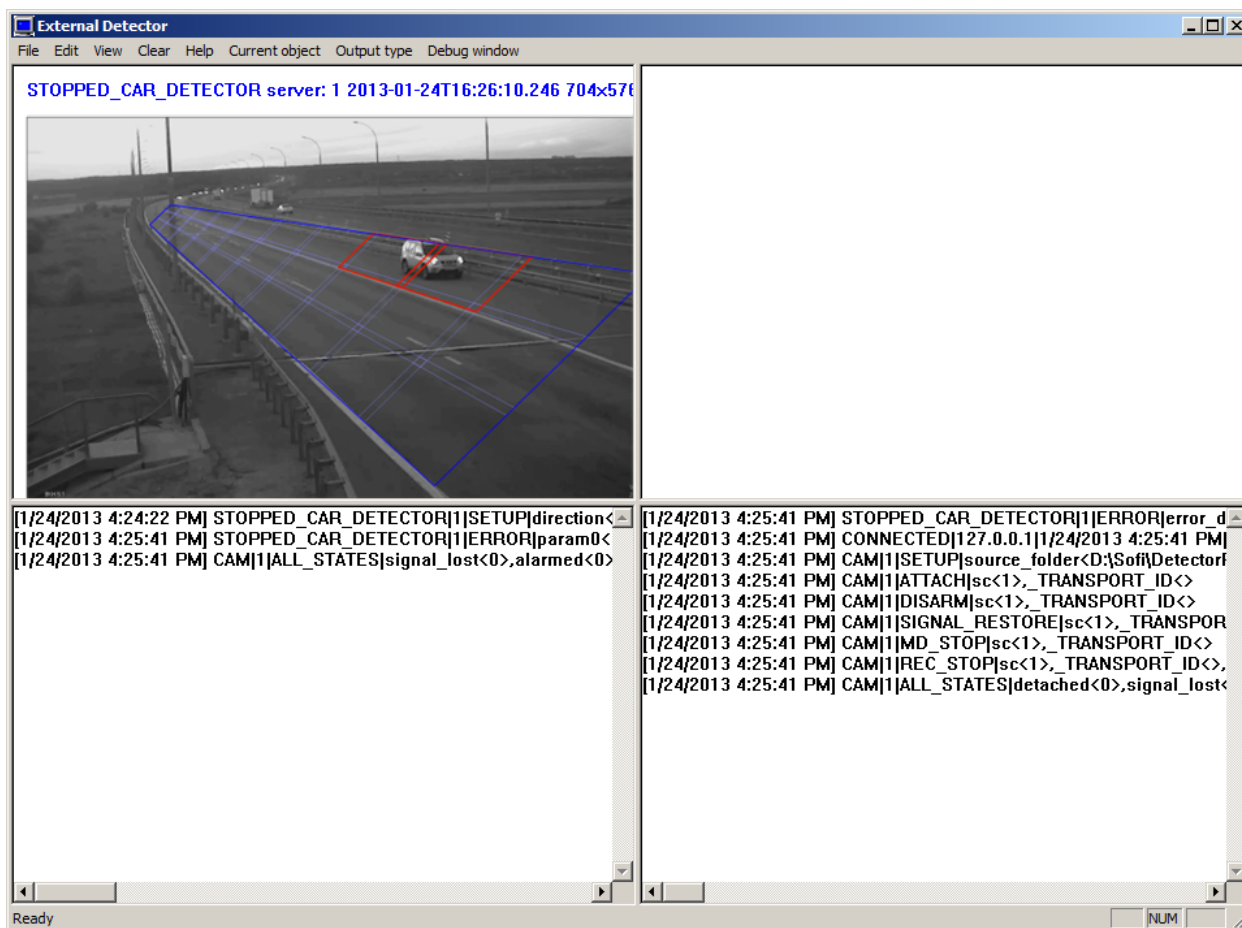 External Detector
File Edit View Clear Help Current object Output type Debug window
STOPPED_CAR_DETECTOR server: 1 2013-01-24T16:26:10.246 704x576
[1/24/2013 4:24:22 PM] STOPPED_CAR_DETECTOR|1|SETUP|direction<
[1/24/2013 4:25:41 PM] STOPPED_CAR_DETECTOR|1|ERROR|param0<
[1/24/2013 4:25:41 PM] CAM|1|ALL_STATES|signal_lost<0>,alarmed<0>
[1/24/2013 4:25:41 PM] STOPPED_CAR_DETECTOR|1|ERROR|error_d
[1/24/2013 4:25:41 PM] CONNECTED|127.0.0.1|1/24/2013 4:25:41 PM|
[1/24/2013 4:25:41 PM] CAM|1|SETUP|source_folder<D:\Sofi\Detector
[1/24/2013 4:25:41 PM] CAM|1|ATTACH|sc<1>,_TRANSPORT_ID<>
[1/24/2013 4:25:41 PM] CAM|1|DISARM|sc<1>,_TRANSPORT_ID<>
[1/24/2013 4:25:41 PM] CAM|1|SIGNAL_RESTORE|sc<1>,_TRANSPOR
[1/24/2013 4:25:41 PM] CAM|1|MD_STOP|sc<1>,_TRANSPORT_ID<>
[1/24/2013 4:25:41 PM] CAM|1|REC_STOP|sc<1>,_TRANSPORT_ID<>,
[1/24/2013 4:25:41 PM] CAM|1|ALL_STATES|detached<0>,signal_lost<
Ready
NUM